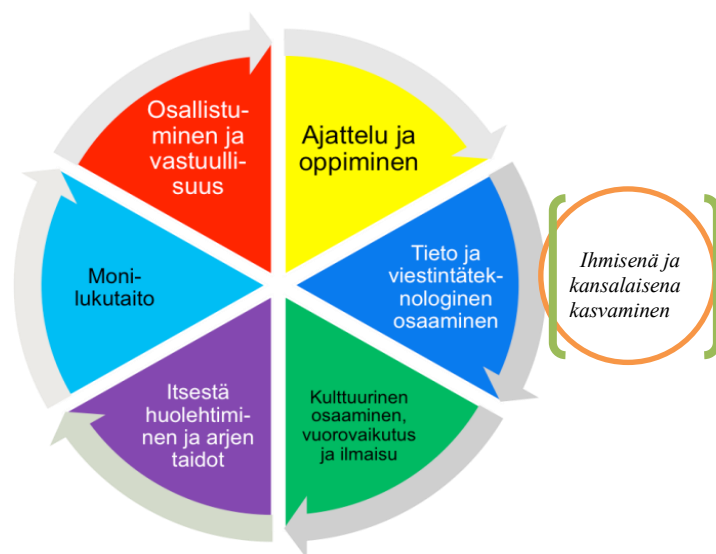 Osallistu-
minen ja
vastuulli-
suus
Ajattelu ja
oppiminen
Tieto ja
viestintätek-
nologinen
osaaminen
Ihmisenä ja
kansalaisena
kasvaminen
Kulttuurinen
osaaminen,
vuorovaikutus
ja ilmaisu
Itsestä
huolehtimi-
nen ja arjen
taidot
Moni-
lukutaito